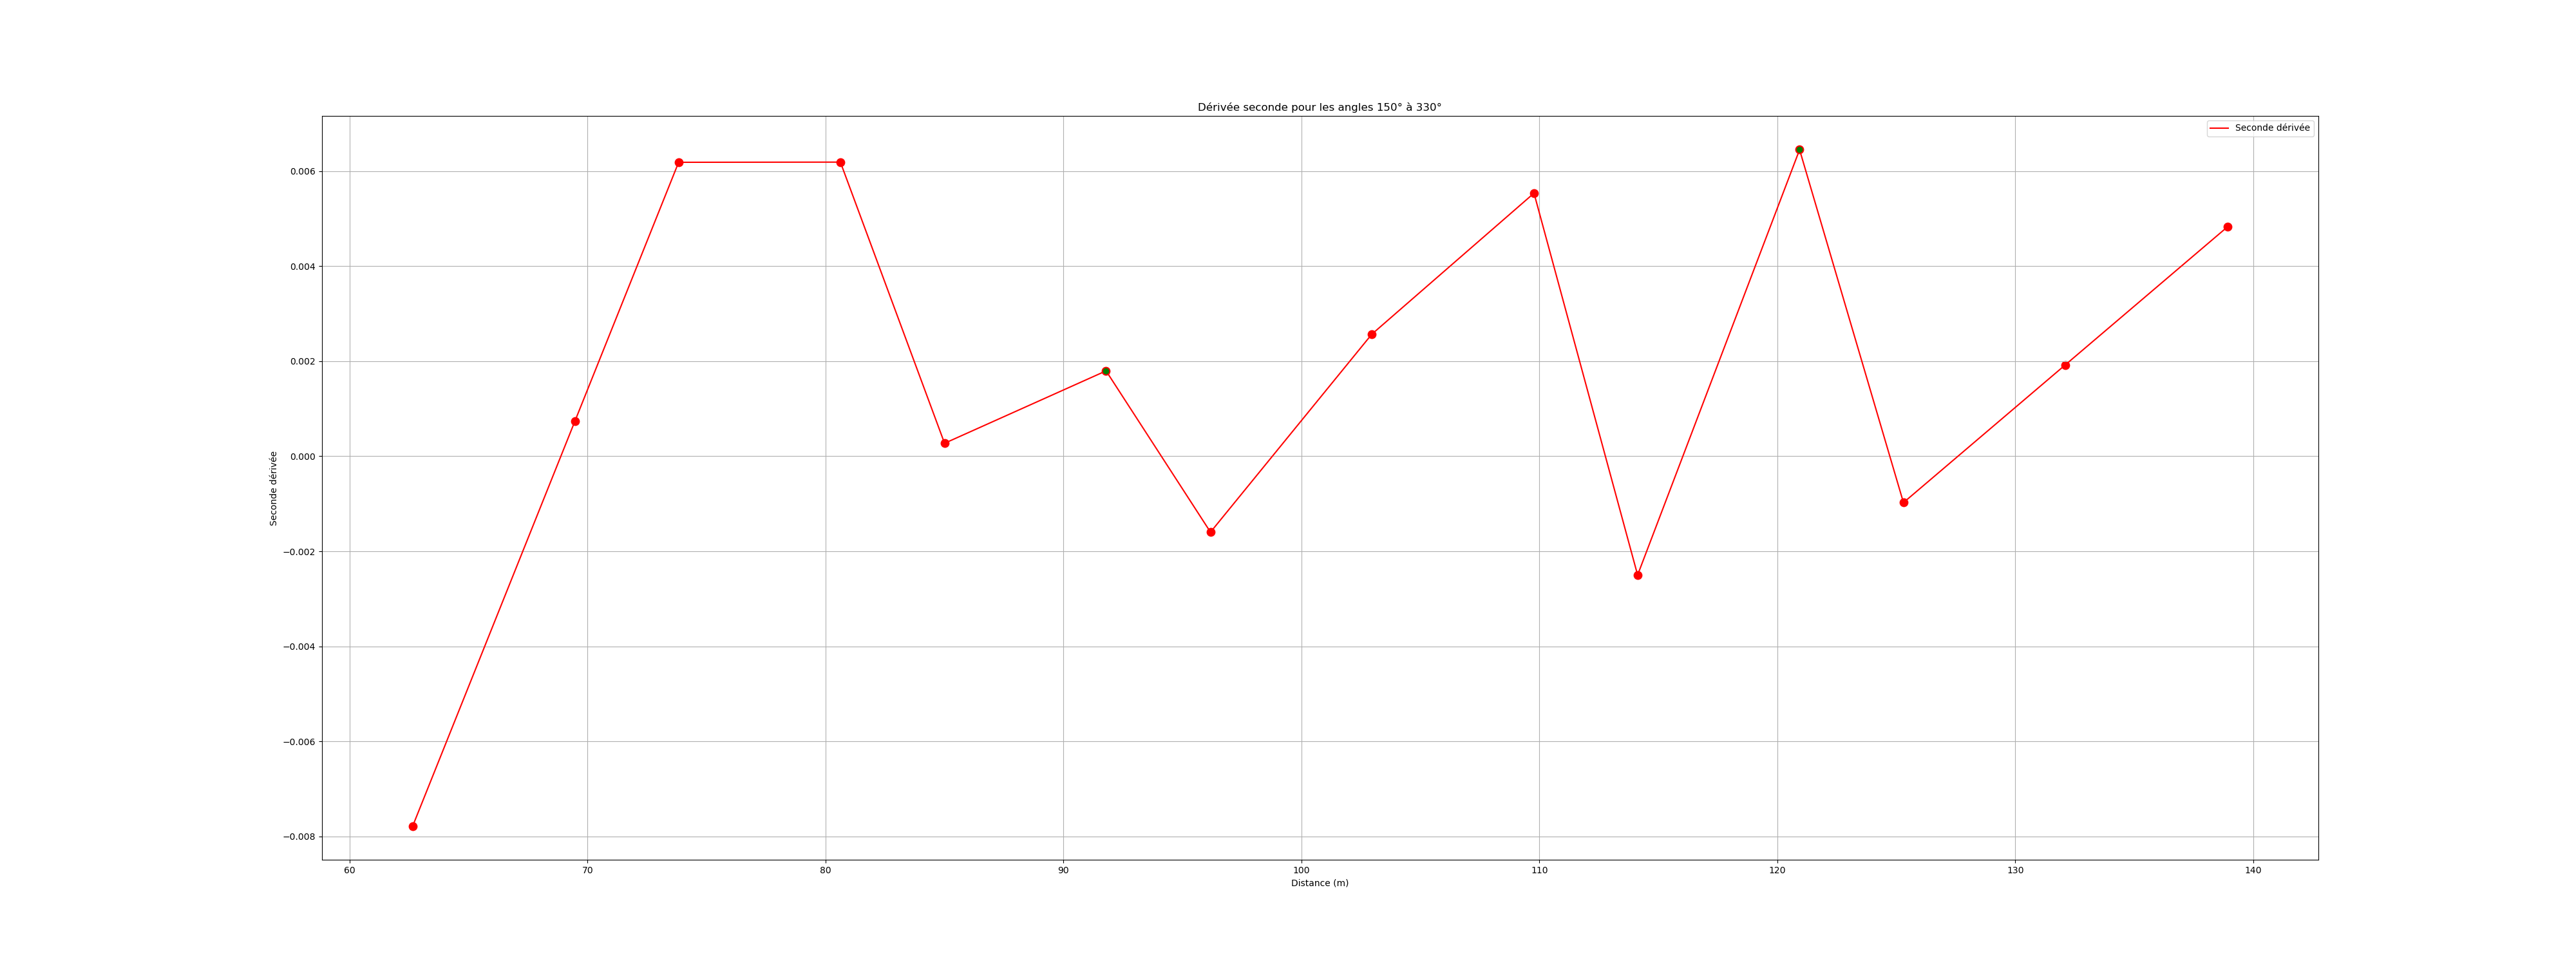 Dérivée seconde pour les angles 150° à 330°
Seconde dérivée
0.006
0.004
0.002
0.000
−0.002
−0.004
−0.006
−0.008
Seconde dérivée
60 70 80 90 100 110 120 130 140
Distance (m)